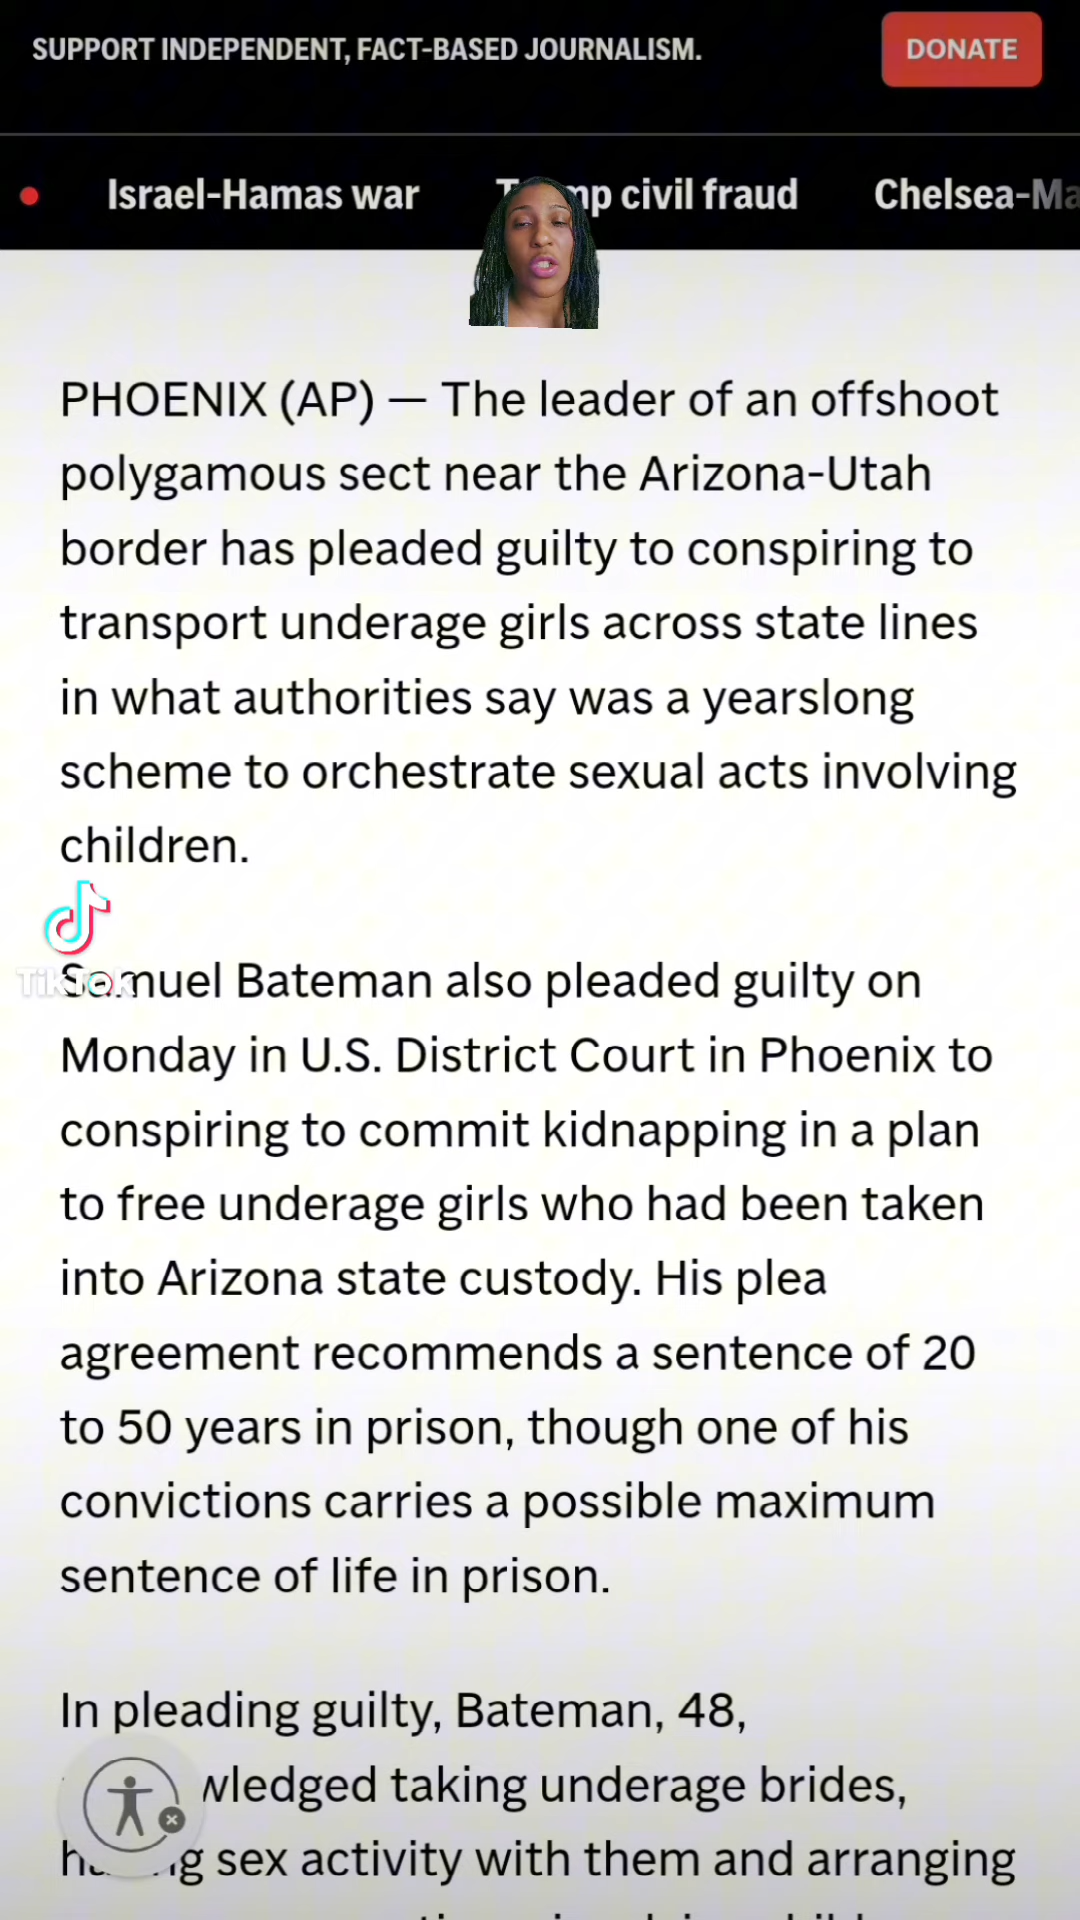 SUPPORT INDEPENDENT, FACT-BASED JOURNALISM.
DONATE
Israel-Hamas war
civil fraud
PHOENIX (AP) — The leader of an offshoot
polygamous sect near the Arizona-Utah
border has pleaded guilty to conspiring to
transport underage girls across state lines
in what authorities say was a yearslong
scheme to orchestrate sexual acts involving
children.
TikTok
Samuel Bateman also pleaded guilty on
Monday in U.S. District Court in Phoenix to
conspiring to commit kidnapping in a plan
to free underage girls who had been taken
into Arizona state custody. His plea
agreement recommends a sentence of 20
to 50 years in prison, though one of his
convictions carries a possible maximum
sentence of life in prison.
In pleading guilty, Bateman, 48,
taking underage brides,
sex activity with them and arranging